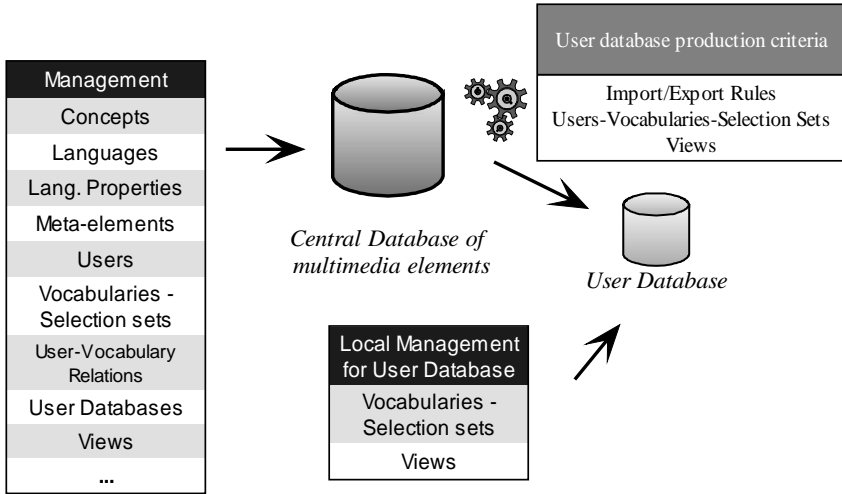 Management
Concepts
Languages
Lang. Properties
Meta-elements
Users
Vocabularies -
Selection sets
User-Vocabulary
Relations
User Databases
Views
...
Central Database of
multimedia elements
User database production criteria
Import/Export Rules
Users-Vocabularies-Selection Sets
Views
User Database
Local Management
for User Database
Vocabularies -
Selection sets
Views